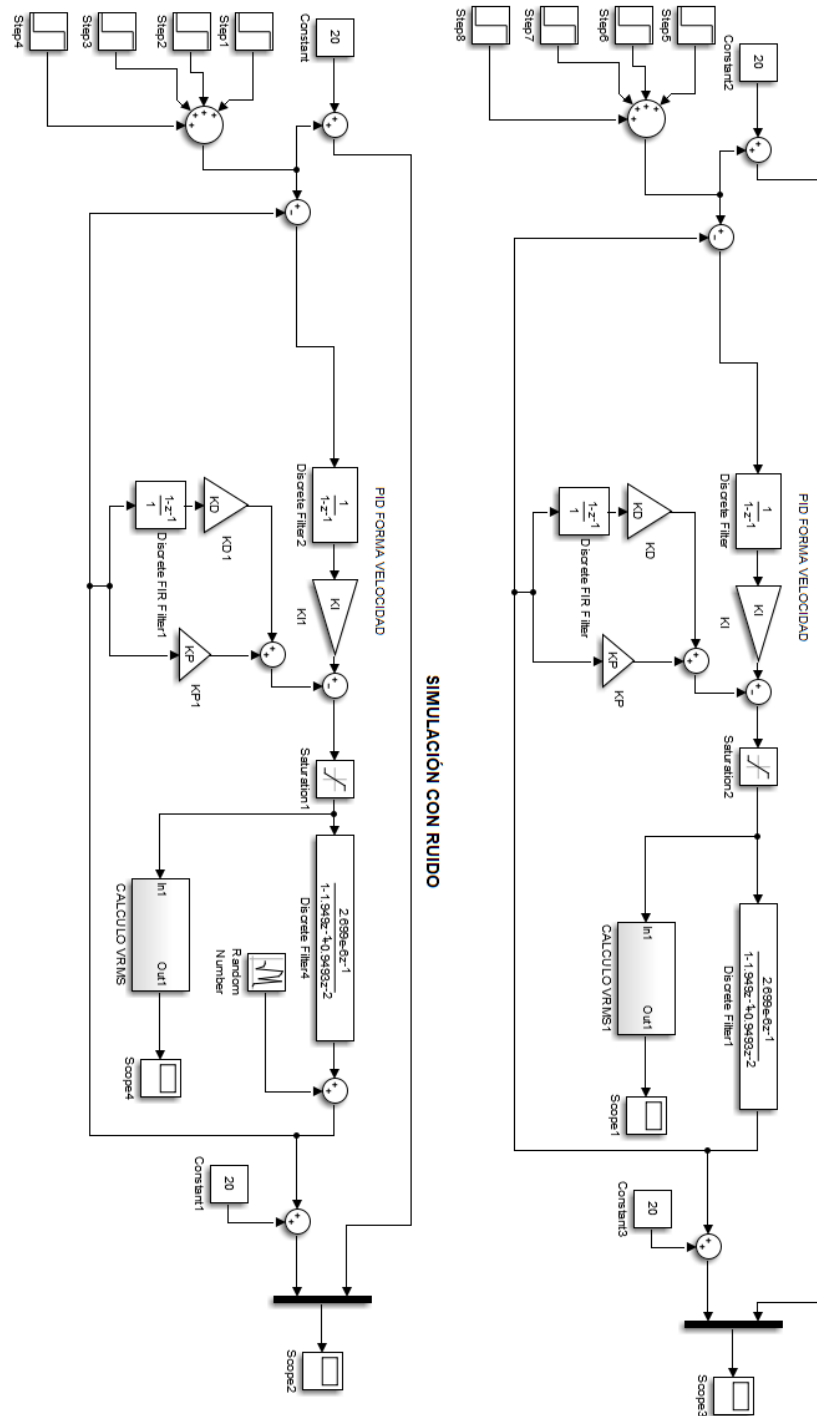 Step5
Step6
Step7
Step8
Constant2
20
PID FORMA VELOCIDAD
1
1-z-1
Discrete Filter
KI
KI
1-z-1
1
Discrete FIR Filter
KD
KD
KP
KP
Saturation2
2.699e-6z-1
1-1.949z-1+0.9493z-2
Discrete Filter1
In1
Out1
CALCULO VRMS1
Scope1
20
Constant3
Scope3
SIMULACIÓN CON RUIDO
Step1
Step2
Step3
Step4
Constant
20
PID FORMA VELOCIDAD
1
1-z-1
Discrete Filter2
KI
KI1
1-z-1
1
Discrete FIR Filter1
KD
KD1
KP
KP1
Saturation1
2.699e-6z-1
1-1.949z-1+0.9493z-2
Discrete Filter4
Random
Number
In1
Out1
CALCULO VRMS
Scope4
20
Constant1
Scope2